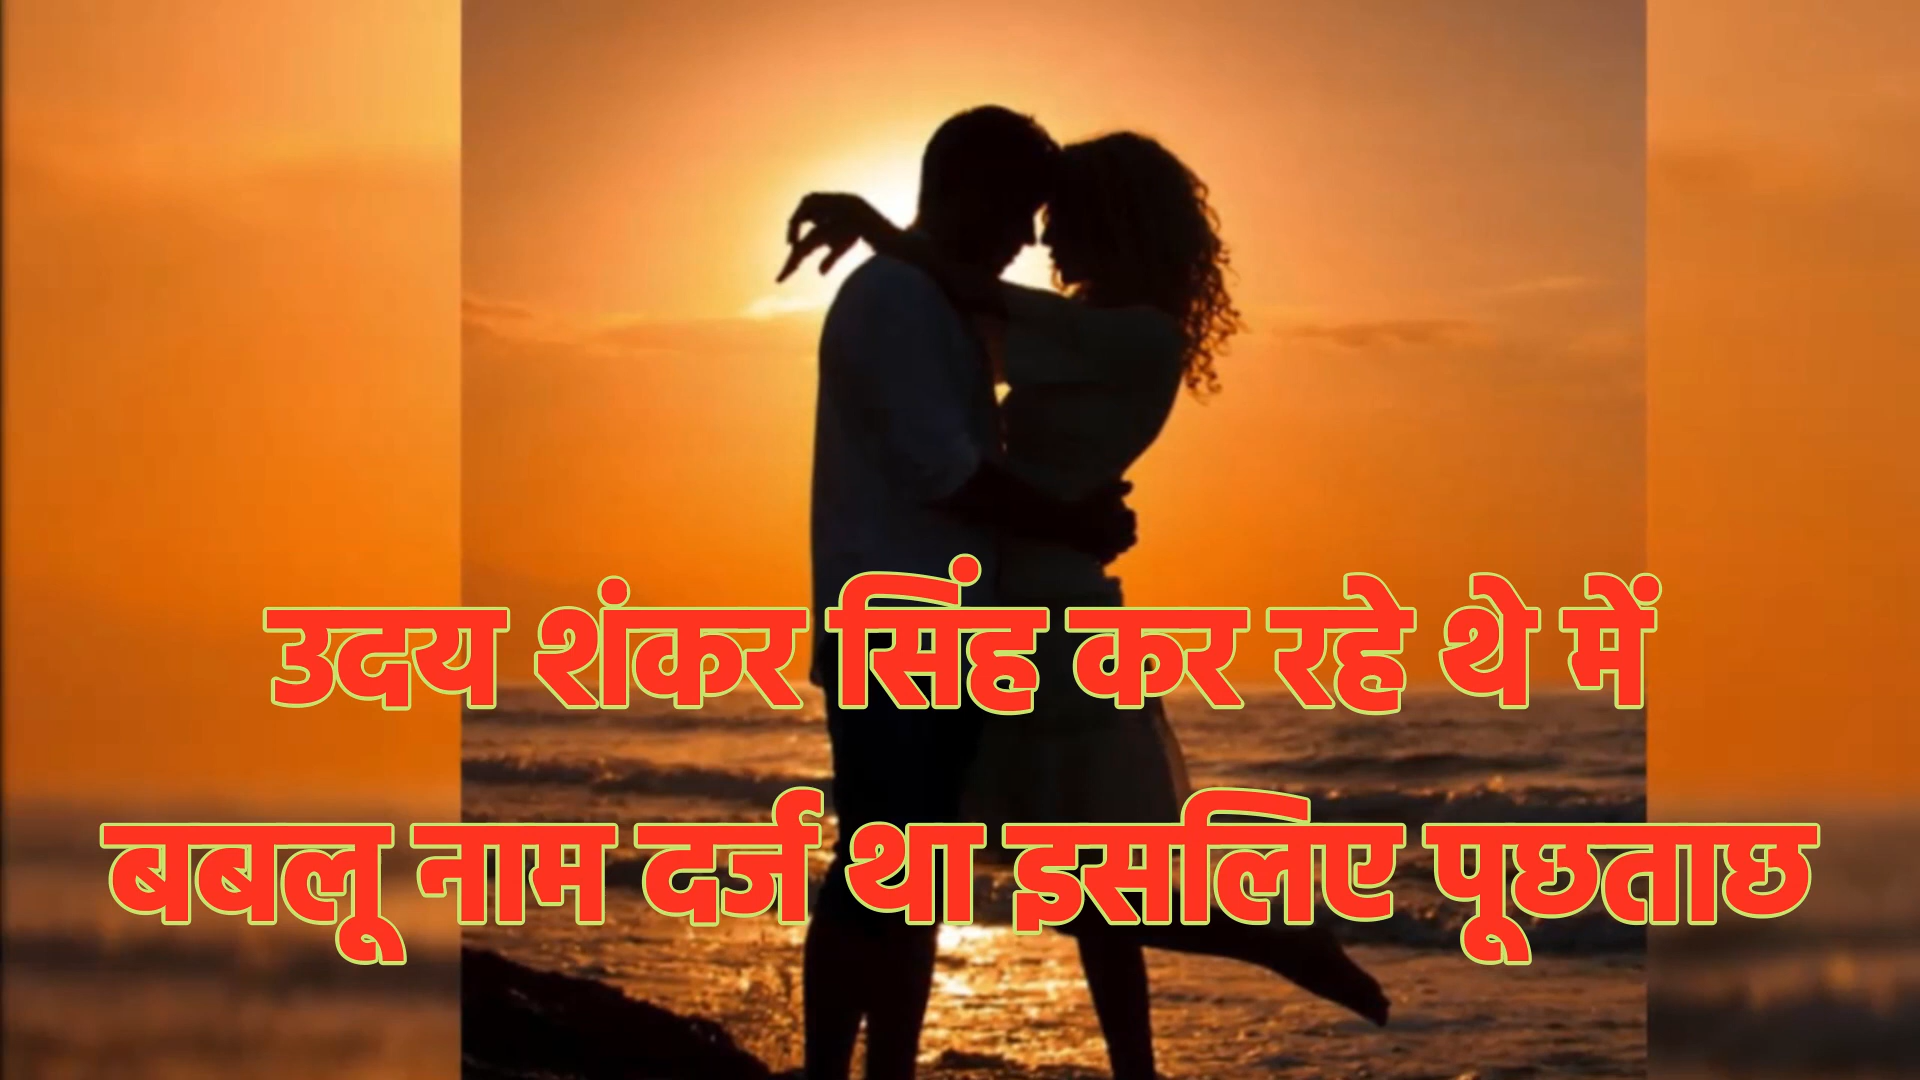 उदय शंकर सिंह कर रहे थे में
बबलू नाम दर्ज था इसलिए पूछताछ